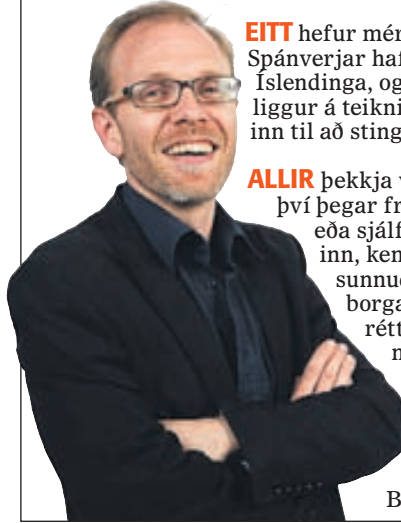 EITT hefur mér
Spánverjar haf
Íslendinga, og
liggur á teikni
inn til að sting
ALLIR þekkja v
því þegar fr
eða sjálf
inn, ken
sunnud
borga
rétt
n
B